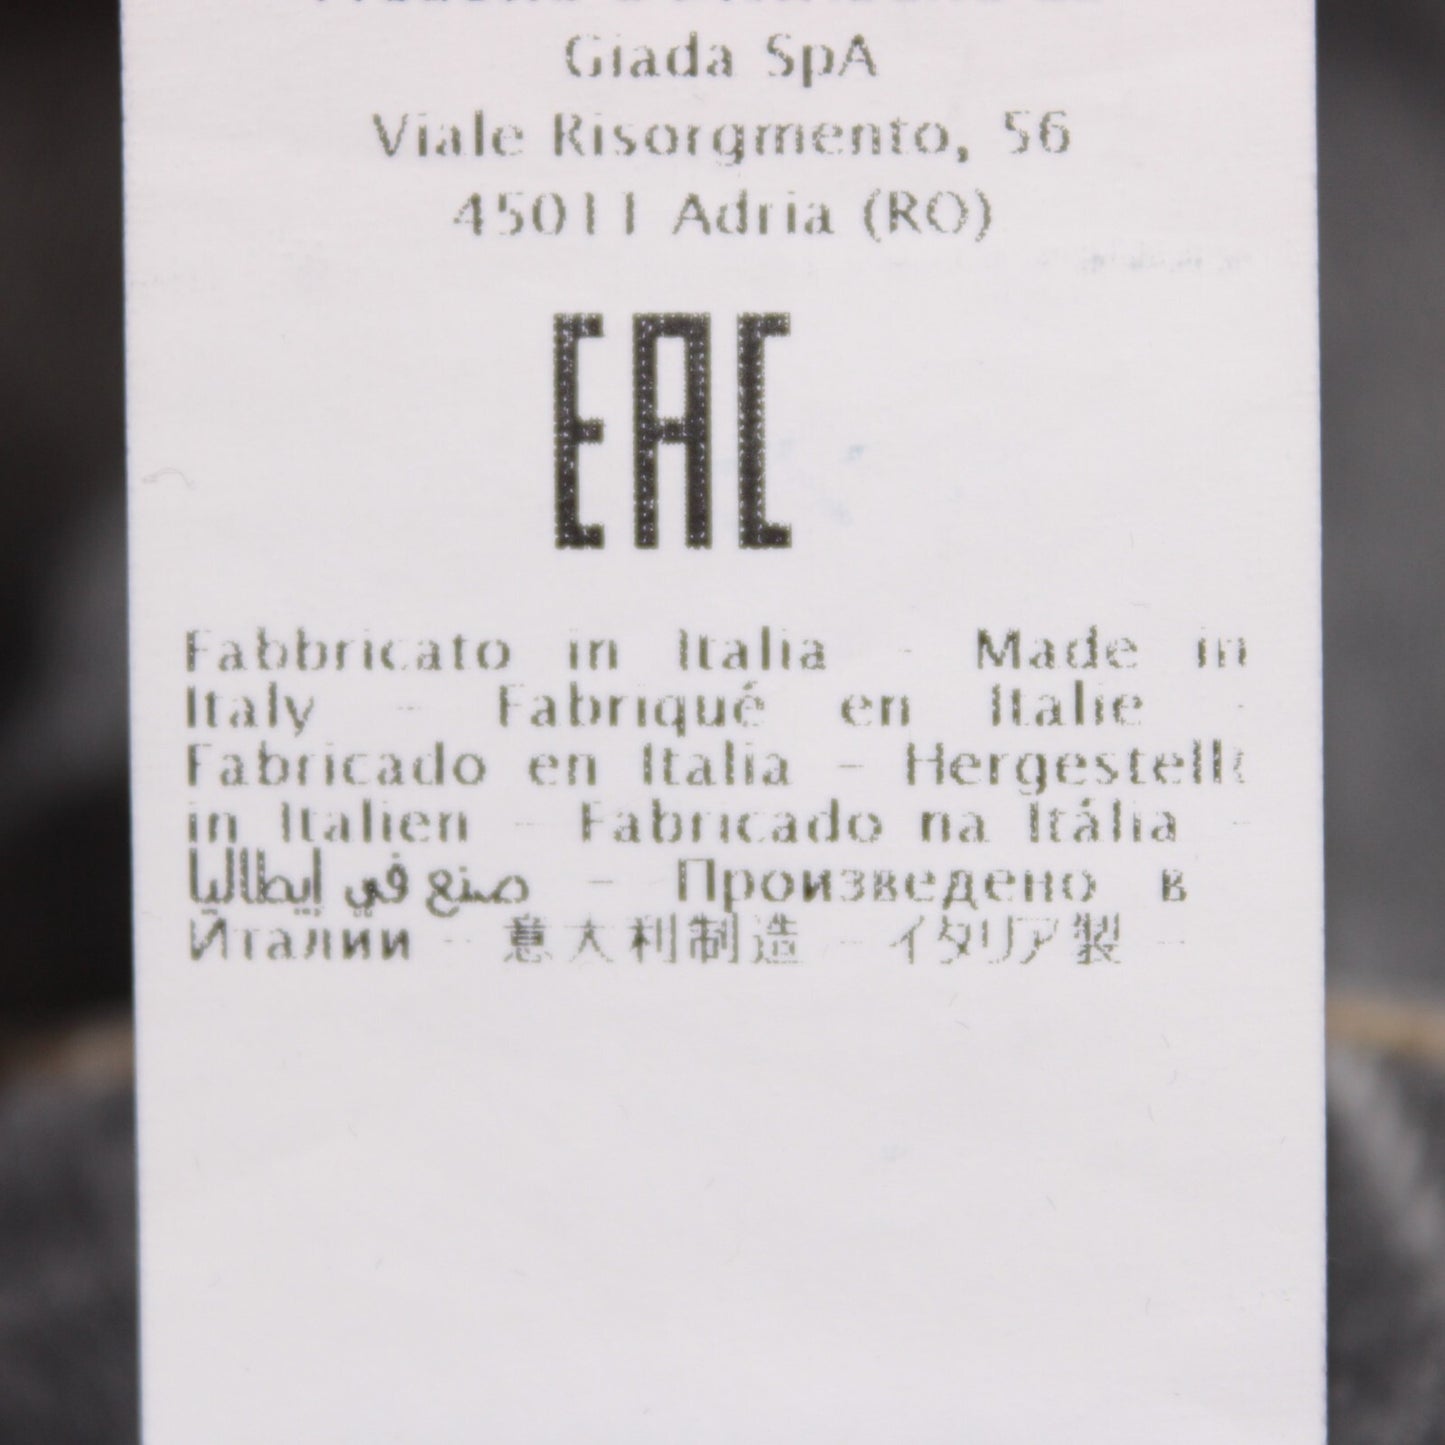 Giada SpA
Viale Risorgmento, 56
45011 Adria (RO)
EAC
Fabbricato in Italia - Made in
Italy - Fabriqué en Italie -
Fabricado en Italia - Hergestellt
in Italien - Fabricado na Itália -
صنع في إيطاليا - Произведено в
Италии - 意大利制造 - イタリア製 -